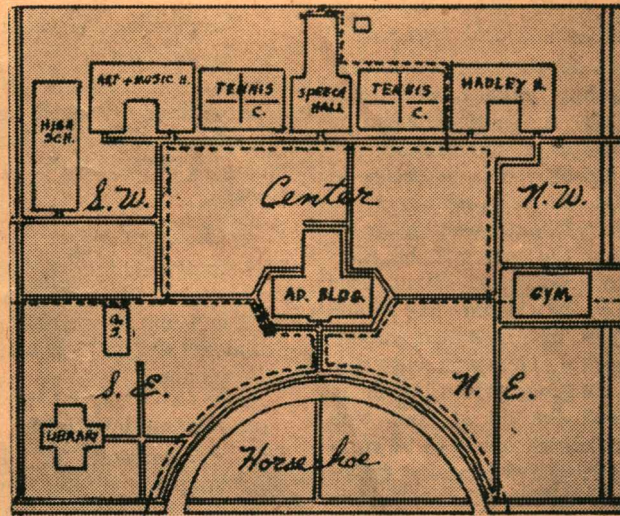 ART + MUSIC H.
TENNIS
C.
SPEECH
HALL
TENNIS
C.
HADLEY H.
HIGH
SCH.
S.W.
Center
N.W.
AD. BLDG.
GYM.
S.E.
N.E.
LIBRARY
Horseshoe